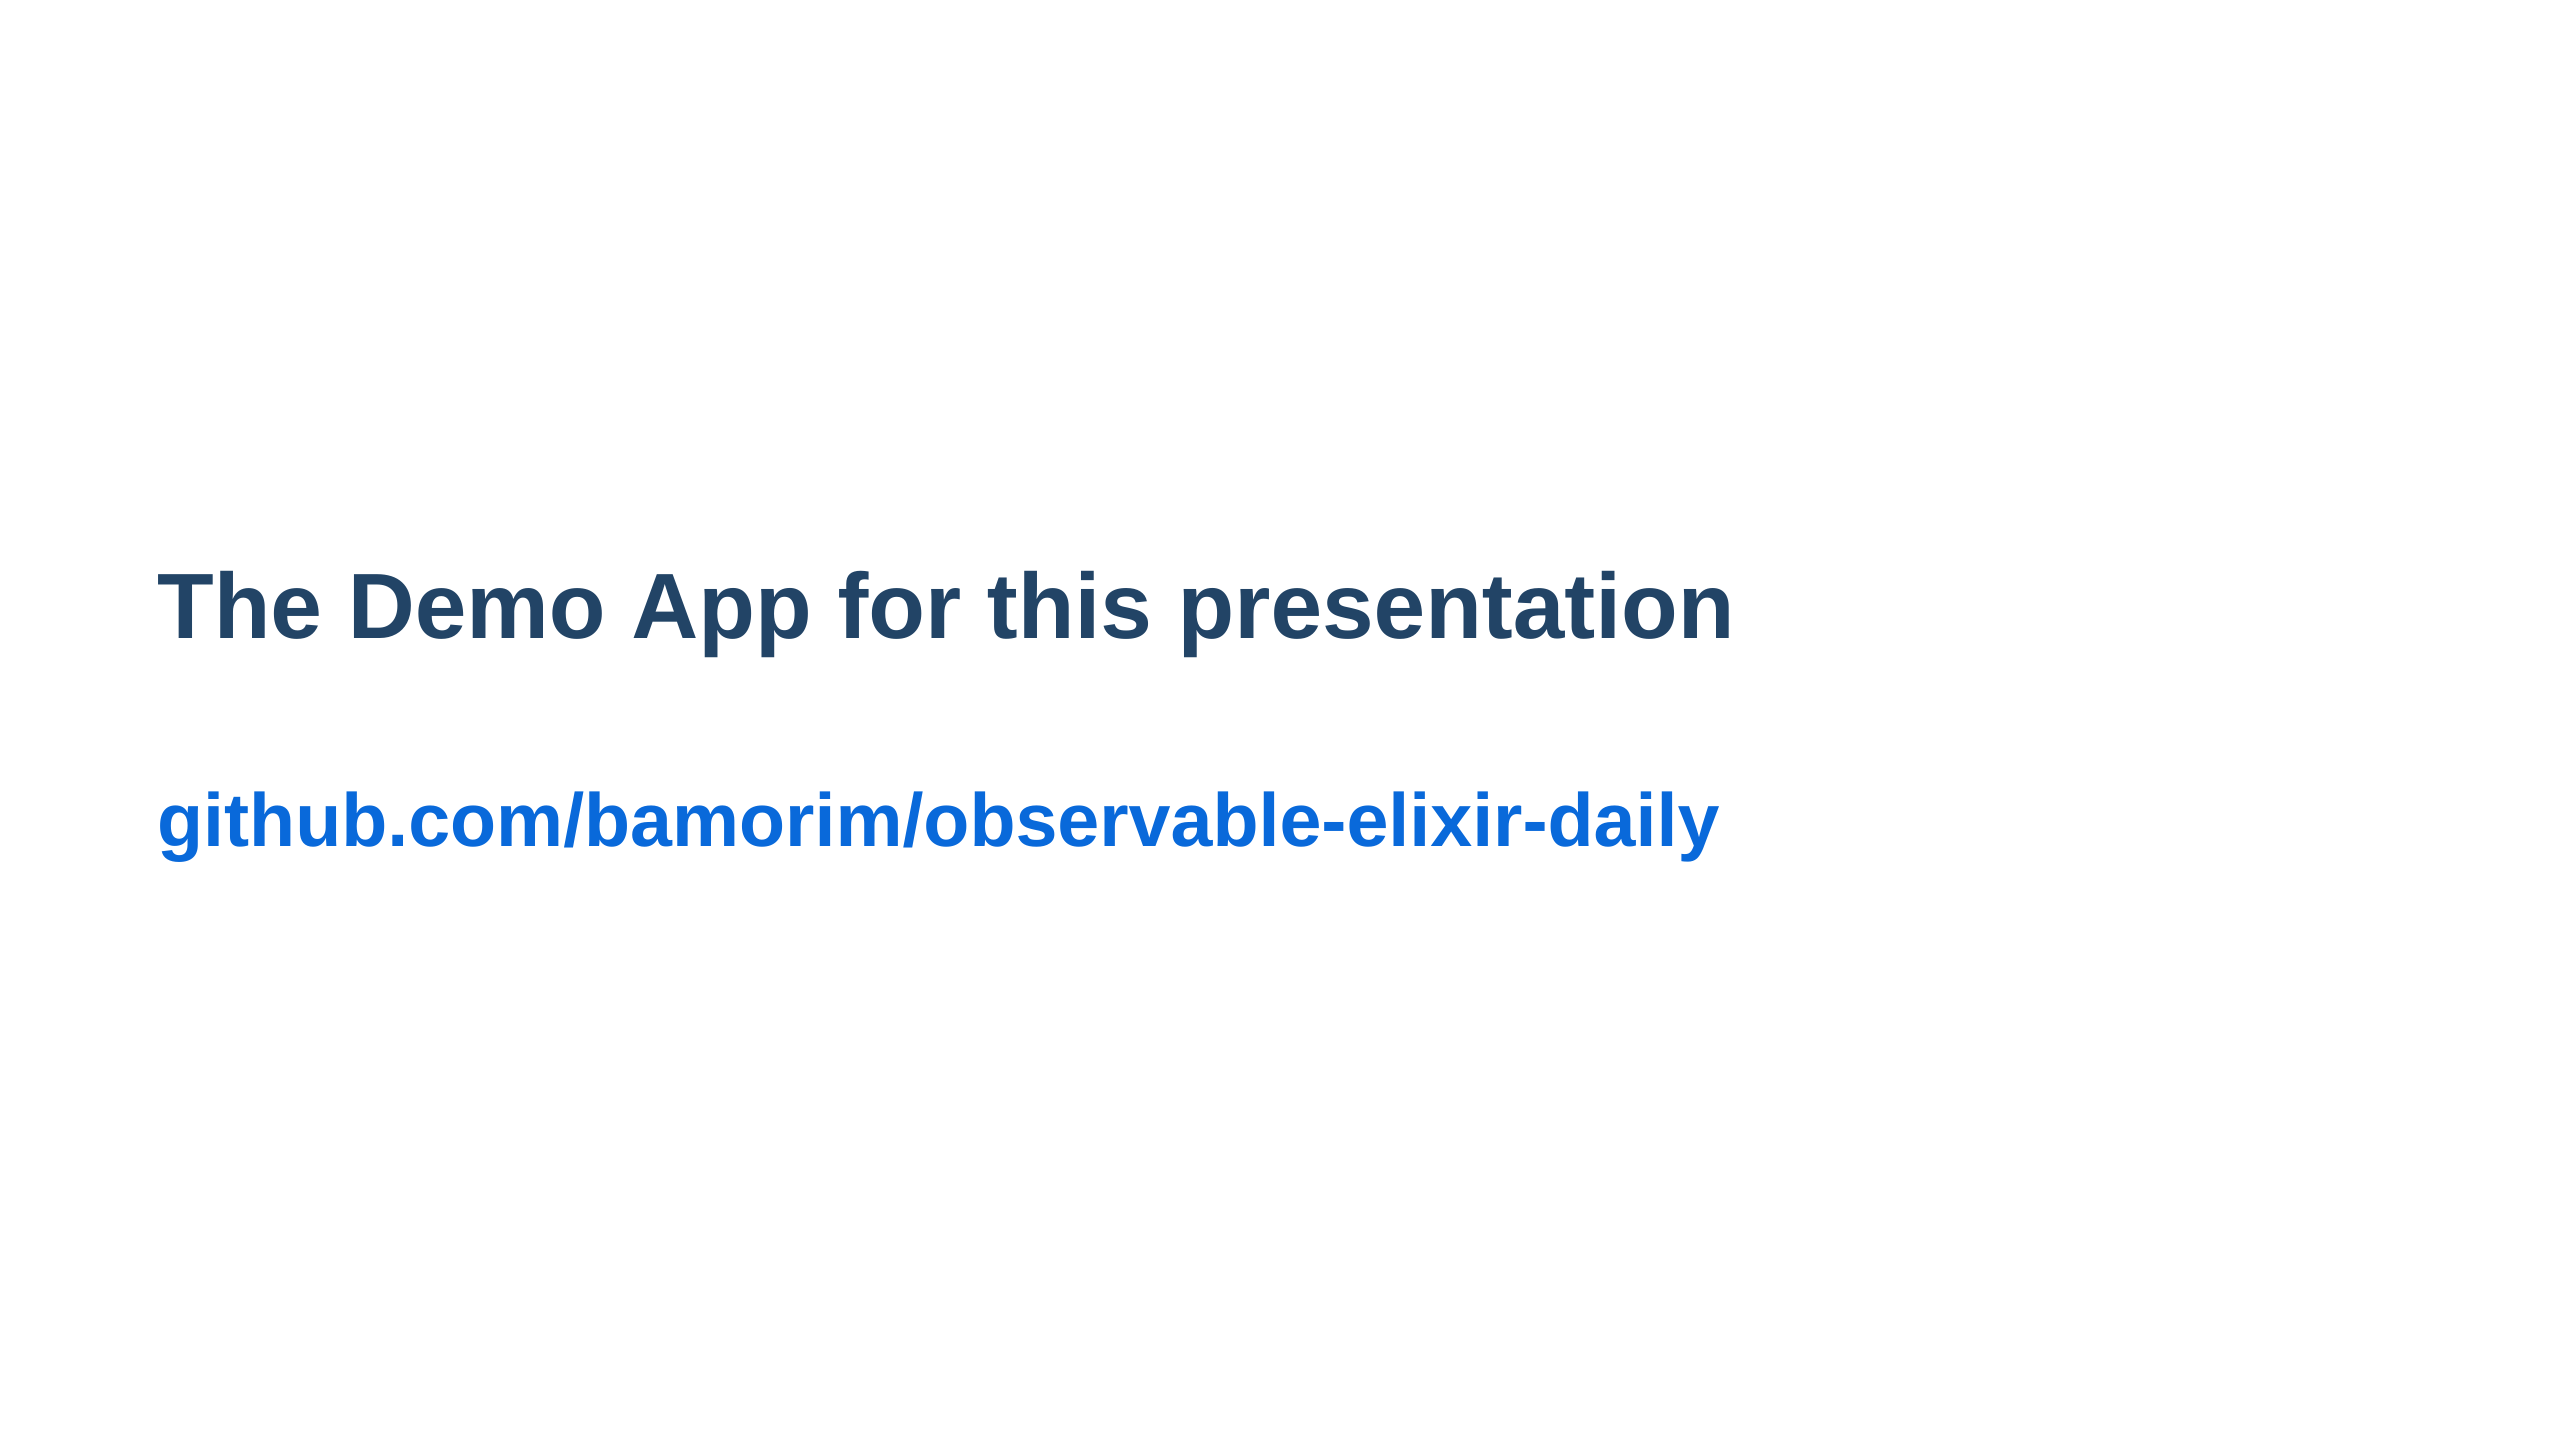 The Demo App for this presentation
github.com/bamorim/observable-elixir-daily